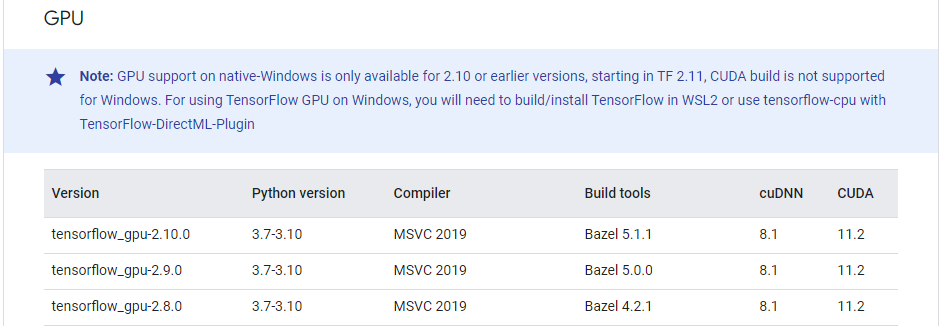 GPU
Note: GPU support on native-Windows is only available for 2.10 or earlier versions, starting in TF 2.11, CUDA build is not supported
for Windows. For using TensorFlow GPU on Windows, you will need to build/install TensorFlow in WSL2 or use tensorflow-cpu with
TensorFlow-DirectML-Plugin
Version Python version Compiler Build tools cuDNN CUDA
tensorflow_gpu-2.10.0 3.7-3.10 MSVC 2019 Bazel 5.1.1 8.1 11.2
tensorflow_gpu-2.9.0 3.7-3.10 MSVC 2019 Bazel 5.0.0 8.1 11.2
tensorflow_gpu-2.8.0 3.7-3.10 MSVC 2019 Bazel 4.2.1 8.1 11.2